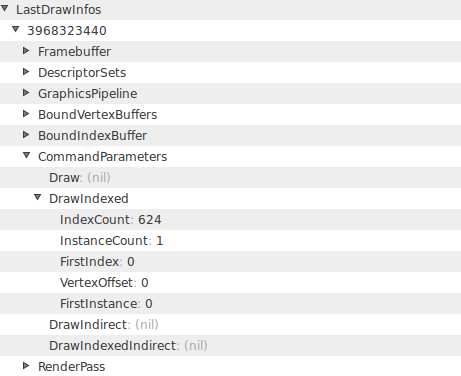 LastDrawInfos
3968323440
Framebuffer
DescriptorSets
GraphicsPipeline
BoundVertexBuffers
BoundIndexBuffer
CommandParameters
Draw: (nil)
DrawIndexed
IndexCount: 624
InstanceCount: 1
FirstIndex: 0
VertexOffset: 0
FirstInstance: 0
DrawIndirect: (nil)
DrawIndexedIndirect: (nil)
RenderPass